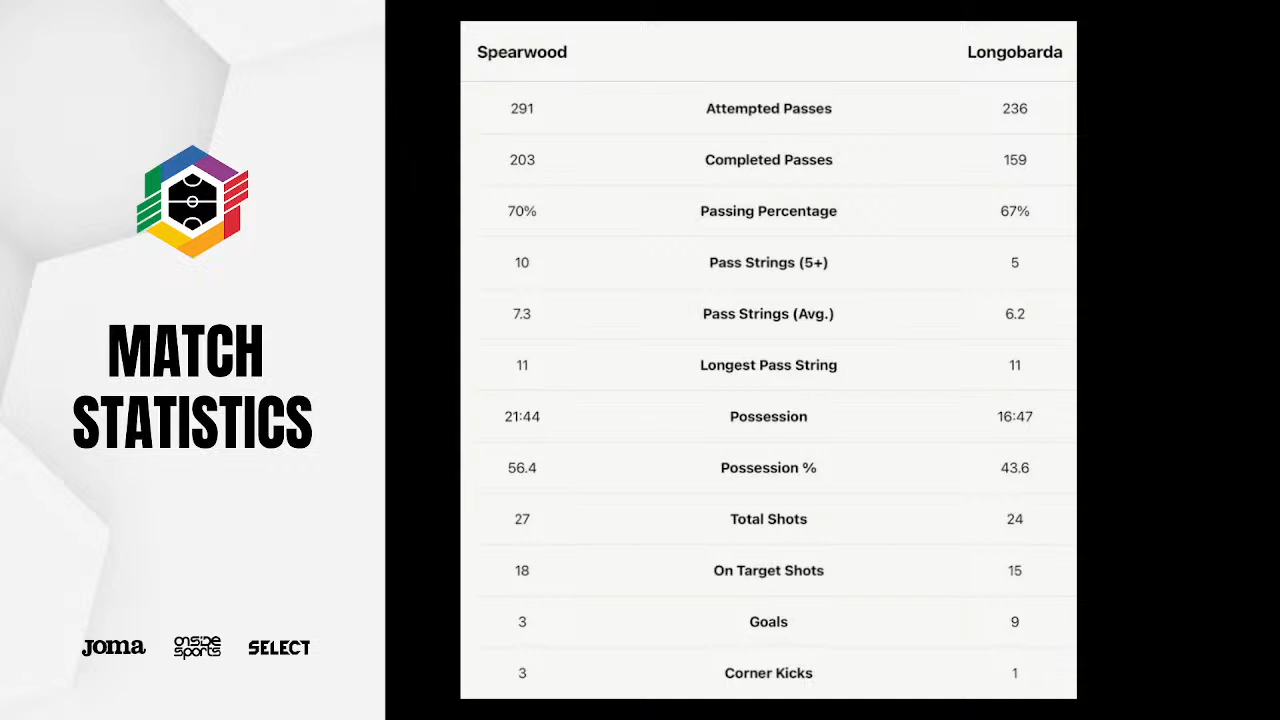 Spearwood Longobarda
291 Attempted Passes 236
203 Completed Passes 159
70% Passing Percentage 67%
10 Pass Strings (5+) 5
7.3 Pass Strings (Avg.) 6.2
11 Longest Pass String 11
21:44 Possession 16:47
56.4 Possession % 43.6
27 Total Shots 24
18 On Target Shots 15
3 Goals 9
3 Corner Kicks 1
MATCH
STATISTICS
Joma onside sports SELECT